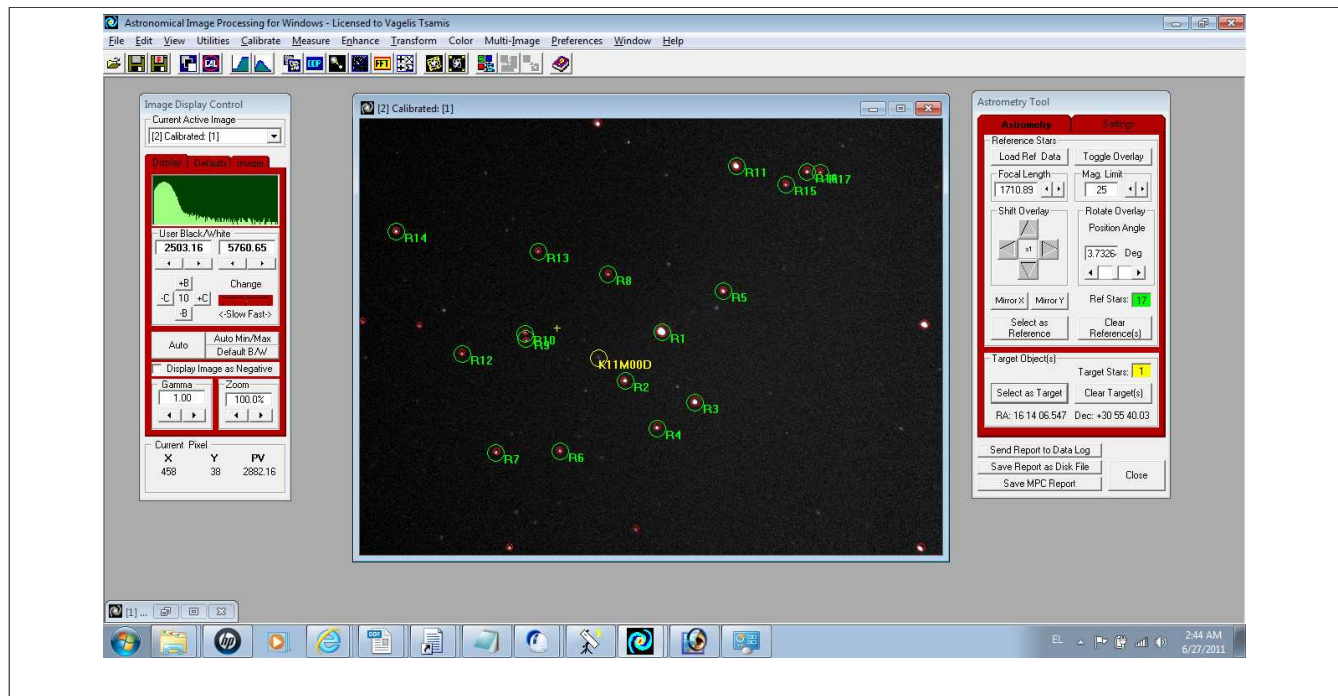 Astronomical Image Processing for Windows - Licensed to Vagelis Tsamis
File Edit View Utilities Calibrate Measure Enhance Transform Color Multi-Image Preferences Window Help
Image Display Control
Current Active Image
[2] Calibrated: [1]
Display Defaults Images
User Black/White
2503.16 5760.65
+B Change
-C 10 +C
-B <-Slow Fast->
Auto Auto Min/Max
Default B/W
Display Image as Negative
Gamma Zoom
1.00 100.0%
Current Pixel
X Y PV
458 38 2882.16
[2] Calibrated: [1]
R11
R17
R15
R14
R13
R8
R5
R1
R10
R9
R12
K11M00D
R2
R3
R4
R7 R6
Astrometry Tool
Astrometry Settings
Reference Stars
Load Ref Data Toggle Overlay
Focal Length Mag. Limit
1710.89 25
Shift Overlay Rotate Overlay
Position Angle
x1 3.7326 Deg
Mirror X Mirror Y Ref Stars: 17
Select as Reference Clear Reference(s)
Target Object(s)
Target Stars: 1
Select as Target Clear Target(s)
RA: 16 14 06.547 Dec: +30 55 40.03
Send Report to Data Log
Save Report as Disk File
Save MPC Report
Close
[1] ...
CCP
FFT
hp
ODF
EL 2:44 AM
6/27/2011